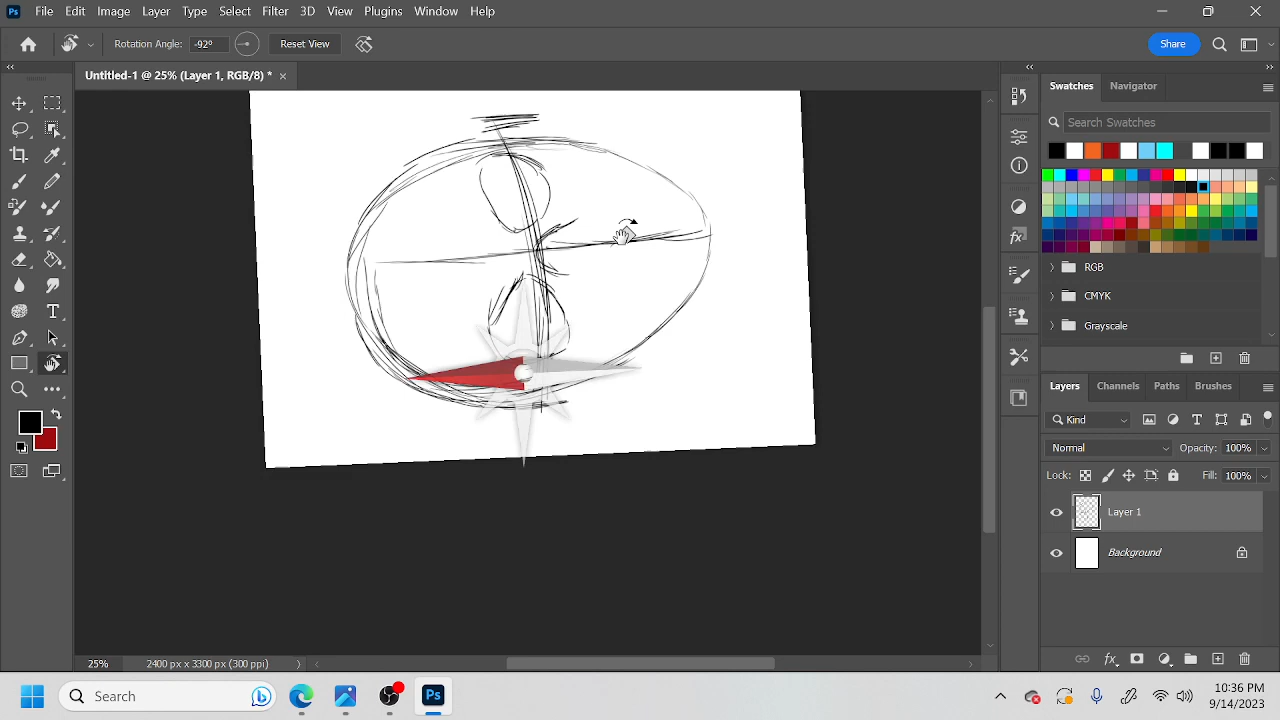 Ps File Edit Image Layer Type Select Filter 3D View Plugins Window Help
Rotation Angle: -92° Reset View Share
Untitled-1 @ 25% (Layer 1, RGB/8) *
Swatches Navigator
Search Swatches
RGB
CMYK
Grayscale
Layers Channels Paths Brushes
Kind
Normal Opacity: 100%
Lock: Fill: 100%
Layer 1
Background
25% 2400 px x 3300 px (300 ppi)
Search Ps
10:36 PM
9/14/2023